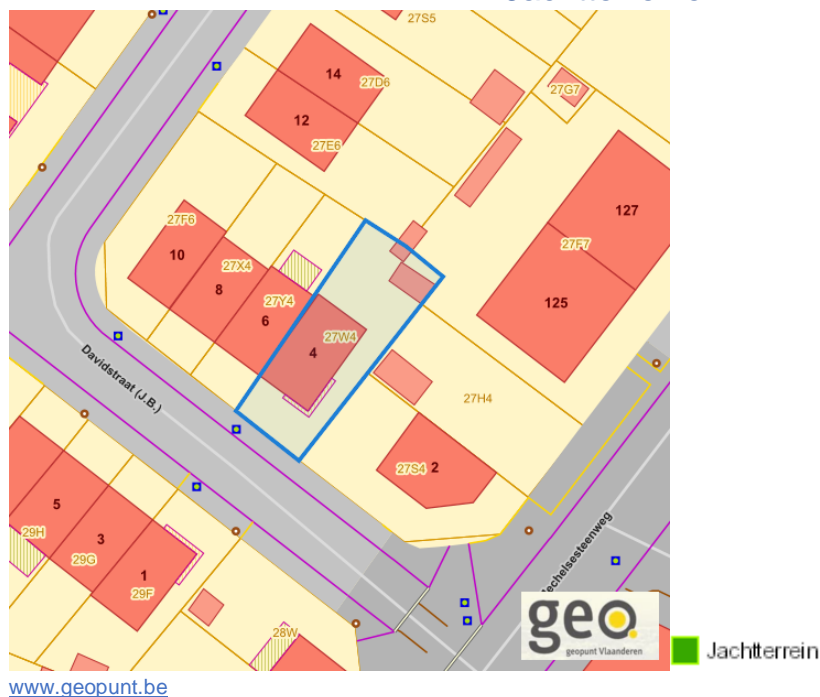 27S5
14
27D6
12
27E6
27G7
127
27F6
27F7
10
27X4
8
125
27Y4
6
27W4
4
Davidstraat (J.B.)
27H4
27S4 2
5
3
29H
29G
1
29F
28W
echelsesteenweg
geo.
geopunt Vlaanderen
Jachtterrein
www.geopunt.be